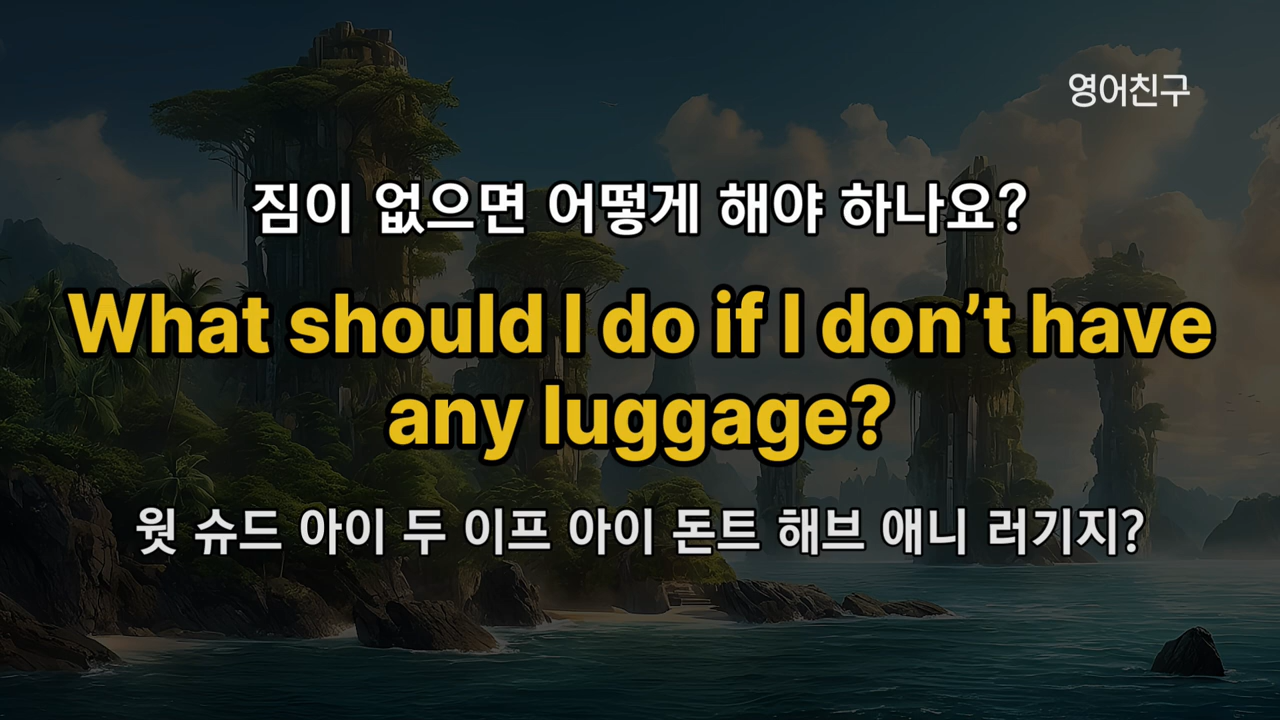 영어친구
짐이 없으면 어떻게 해야 하나요?
What should I do if I don’t have
any luggage?
웟 슈드 아이 두 이프 아이 돈트 해브 애니 러기지?